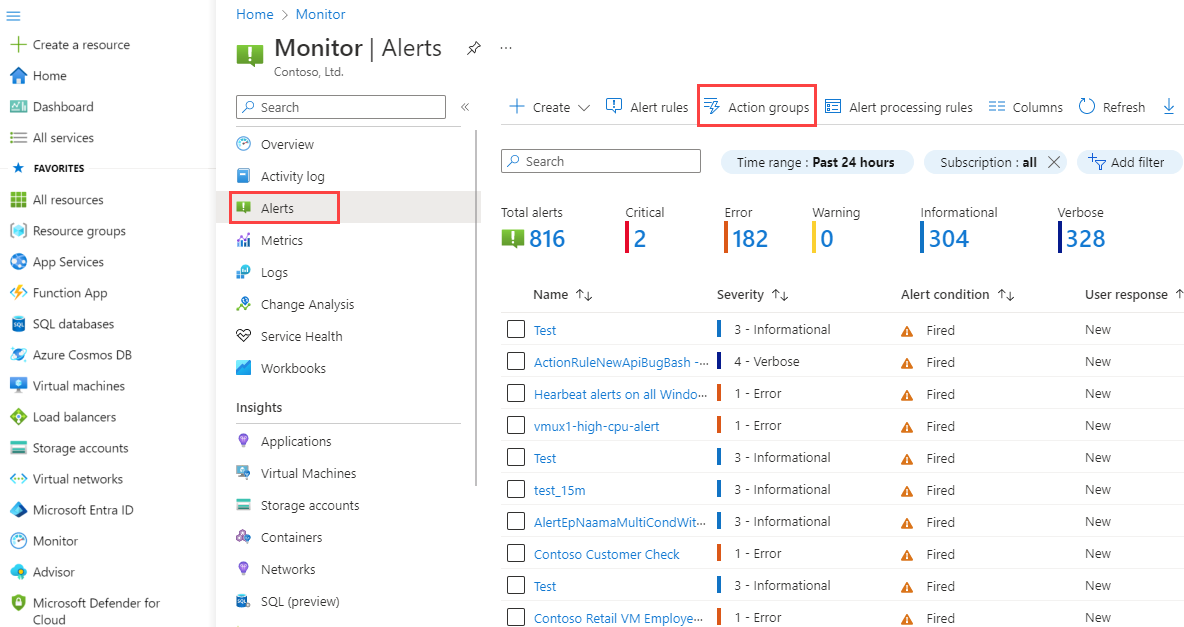 Create a resource
Home
Dashboard
All services
FAVORITES
All resources
Resource groups
App Services
Function App
SQL databases
Azure Cosmos DB
Virtual machines
Load balancers
Storage accounts
Virtual networks
Microsoft Entra ID
Monitor
Advisor
Microsoft Defender for
Cloud
Home > Monitor
Monitor | Alerts
Contoso, Ltd.
Search
Overview
Activity log
Alerts
Metrics
Logs
Change Analysis
Service Health
Workbooks
Insights
Applications
Virtual Machines
Storage accounts
Containers
Networks
SQL (preview)
Create Alert rules Action groups Alert processing rules Columns Refresh
Search Time range : Past 24 hours Subscription : all Add filter
Total alerts Critical Error Warning Informational Verbose
816 2 182 0 304 328
Name Severity Alert condition User response
Test 3 - Informational Fired New
ActionRuleNewApiBugBash -... 4 - Verbose Fired New
Hearbeat alerts on all Windo... 1 - Error Fired New
vmux1-high-cpu-alert 1 - Error Fired New
Test 3 - Informational Fired New
test_15m 3 - Informational Fired New
AlertEpNaamaMultiCondWit... 3 - Informational Fired New
Contoso Customer Check 1 - Error Fired New
Test 3 - Informational Fired New
Contoso Retail VM Employe... 1 - Error Fired New